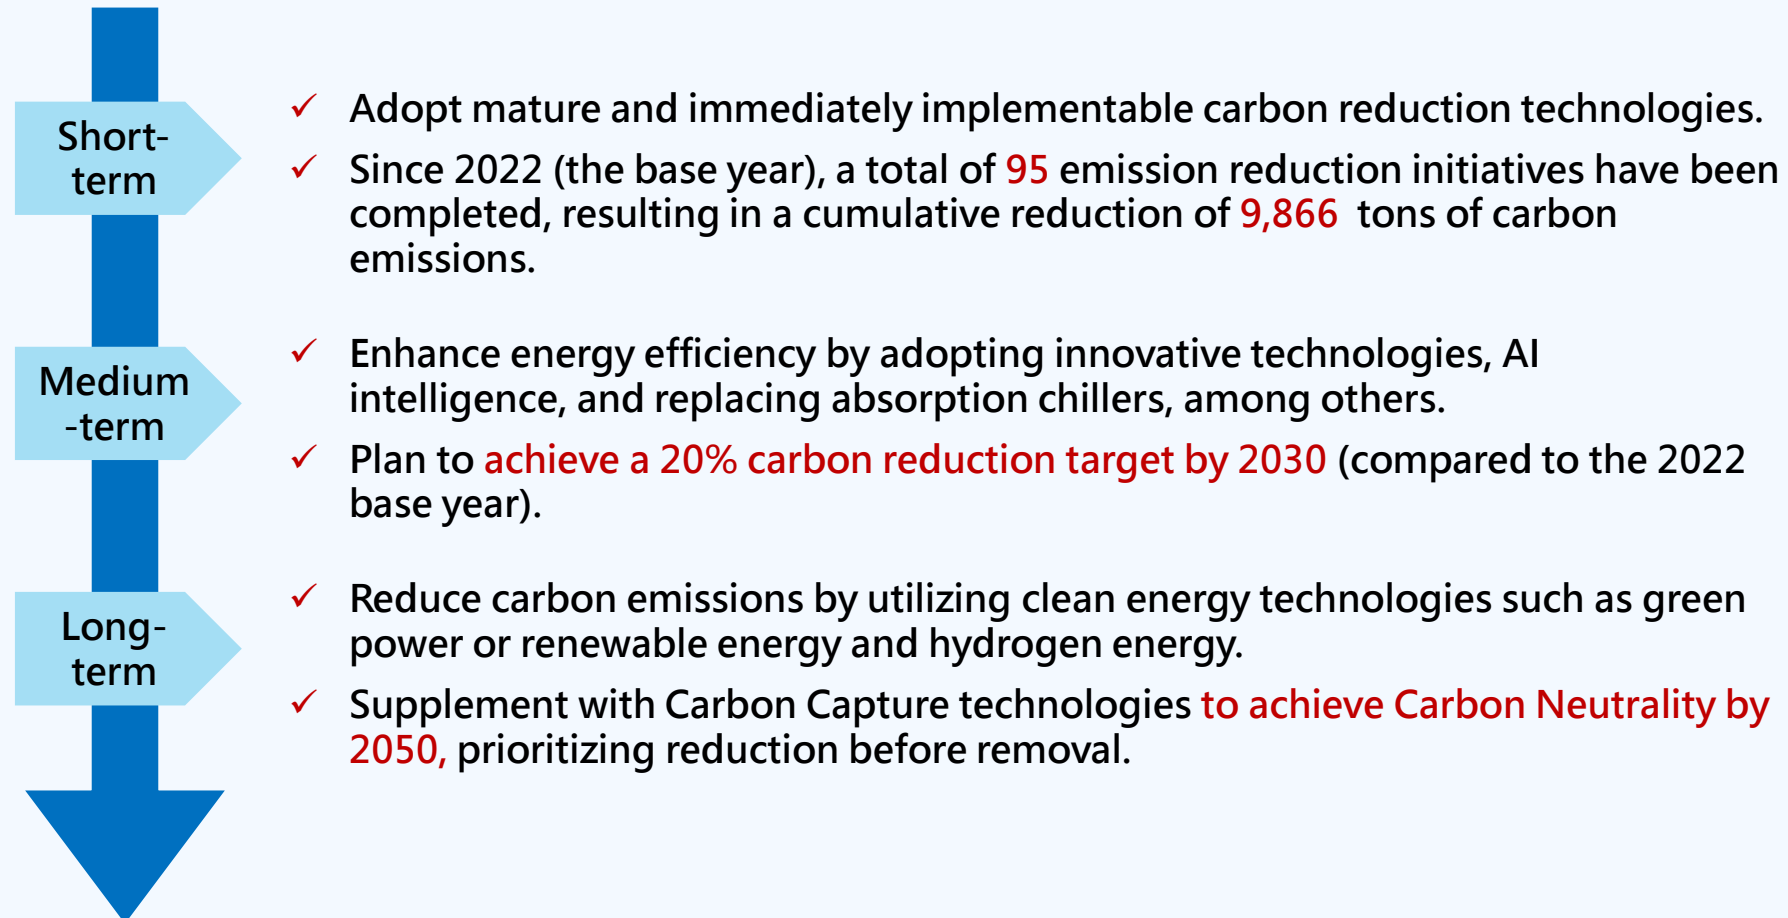 Short-
term
✓ Adopt mature and immediately implementable carbon reduction technologies.
✓ Since 2022 (the base year), a total of 95 emission reduction initiatives have been
completed, resulting in a cumulative reduction of 9,866 tons of carbon
emissions.
Medium
-term
✓ Enhance energy efficiency by adopting innovative technologies, AI
intelligence, and replacing absorption chillers, among others.
✓ Plan to achieve a 20% carbon reduction target by 2030 (compared to the 2022
base year).
Long-
term
✓ Reduce carbon emissions by utilizing clean energy technologies such as green
power or renewable energy and hydrogen energy.
✓ Supplement with Carbon Capture technologies to achieve Carbon Neutrality by
2050, prioritizing reduction before removal.